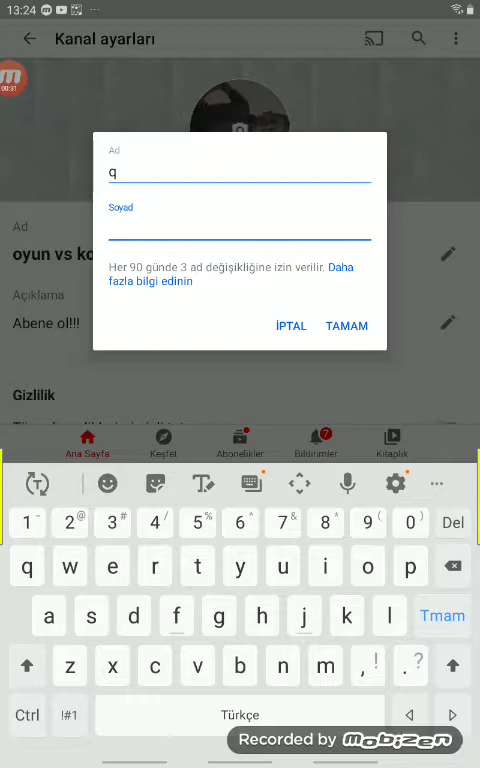 13:24
Kanal ayarları
00:31
Ad
q
Soyad
Her 90 günde 3 ad değişikliğine izin verilir. Daha
fazla bilgi edinin
İPTAL TAMAM
Ad
oyun vs
Açıklama
Abene ol!!!
Gizlilik
7
Ana Sayfa Keşfet Abonelikler Bildirimler Kitaplık
T T
1 - 2 @ 3 # 4 / 5 % 6 ^ 7 & 8 * 9 ( 0 ) Del
q w e r t y u i o p
a s d f g h j k l Tmam
z x c v b n m , ! . ?
Ctrl !#1 Türkçe
Recorded by mobizen